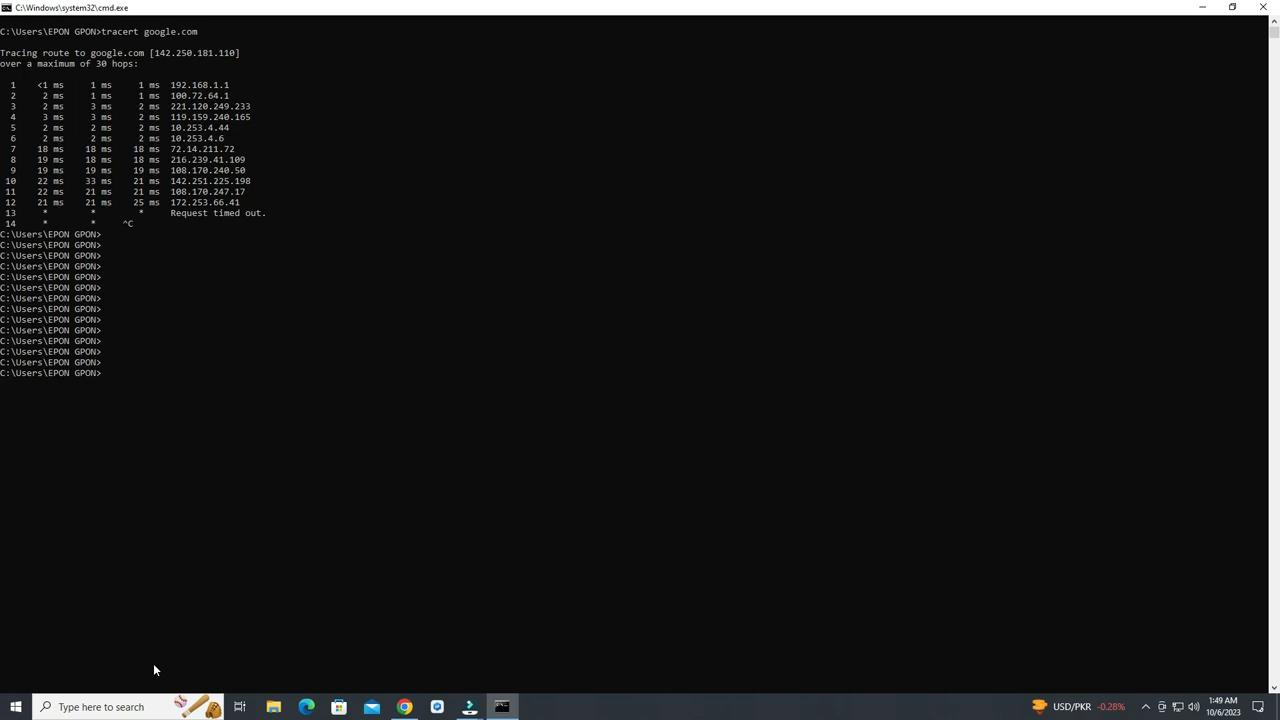 C:\Windows\system32\cmd.exe
C:\Users\EPON GPON>tracert google.com
Tracing route to google.com [142.250.181.110]
over a maximum of 30 hops:
1 <1 ms 1 ms 1 ms 192.168.1.1
2 2 ms 1 ms 1 ms 100.72.64.1
3 2 ms 3 ms 2 ms 221.120.249.233
4 3 ms 3 ms 2 ms 119.159.240.165
5 2 ms 2 ms 2 ms 10.253.4.44
6 2 ms 2 ms 2 ms 10.253.4.6
7 18 ms 18 ms 18 ms 72.14.211.72
8 19 ms 18 ms 18 ms 216.239.41.109
9 19 ms 19 ms 19 ms 108.170.240.50
10 22 ms 33 ms 21 ms 142.251.225.198
11 22 ms 21 ms 21 ms 108.170.247.17
12 21 ms 21 ms 25 ms 172.253.66.41
13 * * * Request timed out.
14 * * ^C
C:\Users\EPON GPON>
C:\Users\EPON GPON>
C:\Users\EPON GPON>
C:\Users\EPON GPON>
C:\Users\EPON GPON>
C:\Users\EPON GPON>
C:\Users\EPON GPON>
C:\Users\EPON GPON>
C:\Users\EPON GPON>
C:\Users\EPON GPON>
C:\Users\EPON GPON>
C:\Users\EPON GPON>
C:\Users\EPON GPON>
C:\Users\EPON GPON>
Type here to search
USD/PKR -0.28%
1:49 AM
10/6/2023